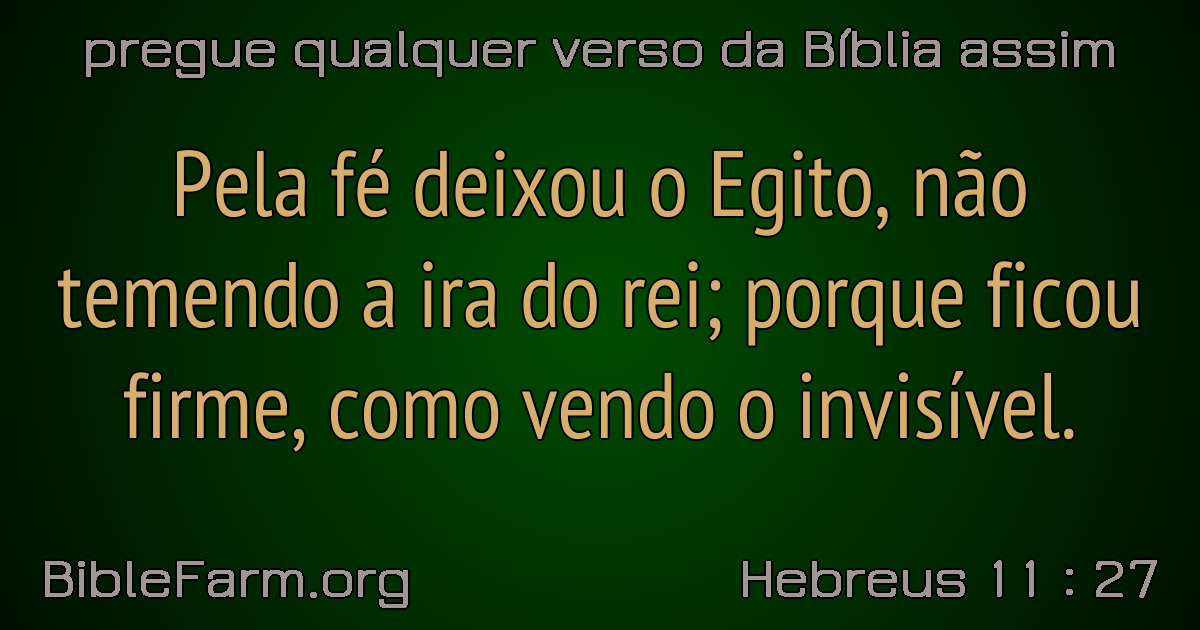 pregue qualquer verso da Bíblia assim
Pela fé deixou o Egito, não
temendo a ira do rei; porque ficou
firme, como vendo o invisível.
BibleFarm.org
Hebreus 11 : 27